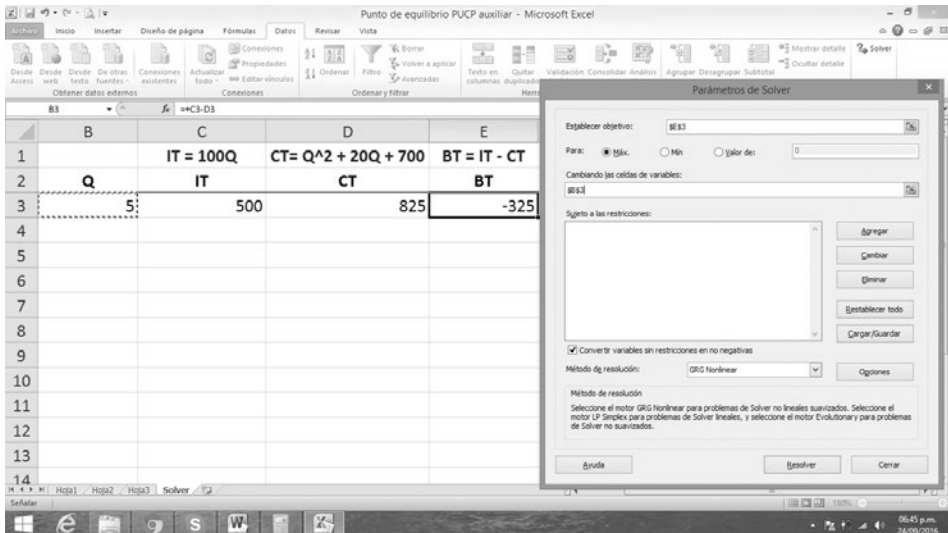 Punto de equilibrio PUCP auxiliar - Microsoft Excel
Archivo Inicio Insertar Diseño de página Fórmulas Datos Revisar Vista
Desde Access
Desde web
Desde texto
De otras fuentes
Conexiones existentes
Obtener datos externos
Actualizar todo
Conexiones
Propiedades
Editar vínculos
Conexiones
Ordenar
Filtro
Borrar
Volver a aplicar
Avanzadas
Ordenar y filtrar
Texto en columnas
Quitar duplicados
Validación
Consolidar
Análisis
Agrupar
Desagrupar
Subtotal
Mostrar detalle
Ocultar detalle
Solver
B3 fx =+C3-D3
B C D E
1 IT = 100Q CT= Q^2 + 20Q + 700 BT = IT - CT
2 Q IT CT BT
3 5 500 825 -325
4
5
6
7
8
9
10
11
12
13
14
Parámetros de Solver
Establecer objetivo: $E$3
Para: Máx. Mín Valor de: 0
Cambiando las celdas de variables:
$B$3
Sujeto a las restricciones:
Agregar
Cambiar
Eliminar
Restablecer todo
Cargar/Guardar
Convertir variables sin restricciones en no negativas
Método de resolución: GRG Nonlinear Opciones
Método de resolución
Seleccione el motor GRG Nonlinear para problemas de Solver no lineales suavizados. Seleccione el
motor LP Simplex para problemas de Solver lineales, y seleccione el motor Evolutionary para problemas
de Solver no suavizados.
Ayuda Resolver Cerrar
Hoja1 Hoja2 Hoja3 Solver
Señalar 100%
06:45 p.m.
24/09/2016